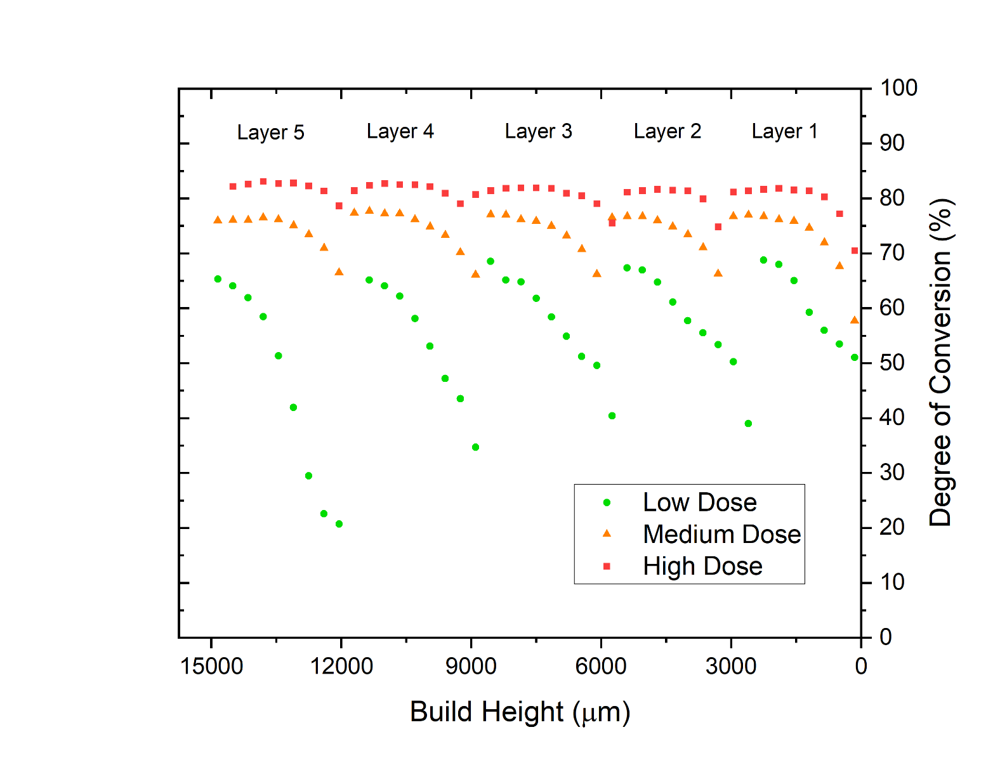 Layer 5
Layer 4
Layer 3
Layer 2
Layer 1
100
90
80
70
60
50
40
30
20
10
0
Degree of Conversion (%)
Low Dose
Medium Dose
High Dose
15000
12000
9000
6000
3000
0
Build Height (μm)